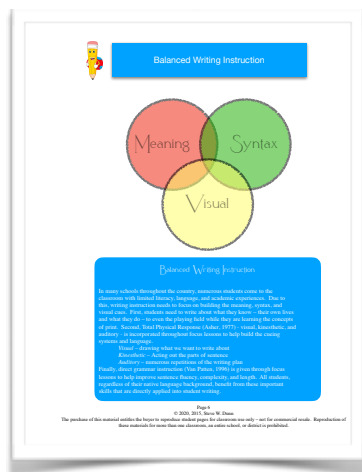 Balanced Writing Instruction
Meaning
Syntax
Visual
Balanced Writing Instruction
In many schools throughout the country, numerous students come to the
classroom with limited literacy, language, and academic experiences. Due to
this, writing instruction needs to focus on building the meaning, syntax, and
visual cues. First, students need to write about what they know – their own lives
and what they do – to even the playing field while they are learning the concepts
of print. Second, Total Physical Response (Asher, 1977) – visual, kinesthetic, and
auditory – is incorporated through focus lessons to help build the cueing
systems and language.
Visual – drawing what we want to write about
Kinesthetic – Acting out the parts of sentence
Auditory – numerous repetitions of the writing plan
Finally, direct grammar instruction (Van Patten, 1996) is given through focus
lessons to help improve sentence fluency, complexity, and length. All students,
regardless of their native language background, benefit from these important
skills that are directly applied into student writing.
Page 6
© 2020, 2015, Steve W. Dunn
The purchase of this material entitles the buyer to reproduce student pages for classroom use only – not for commercial resale. Reproduction of
these materials for more than one classroom, an entire school, or district is prohibited.